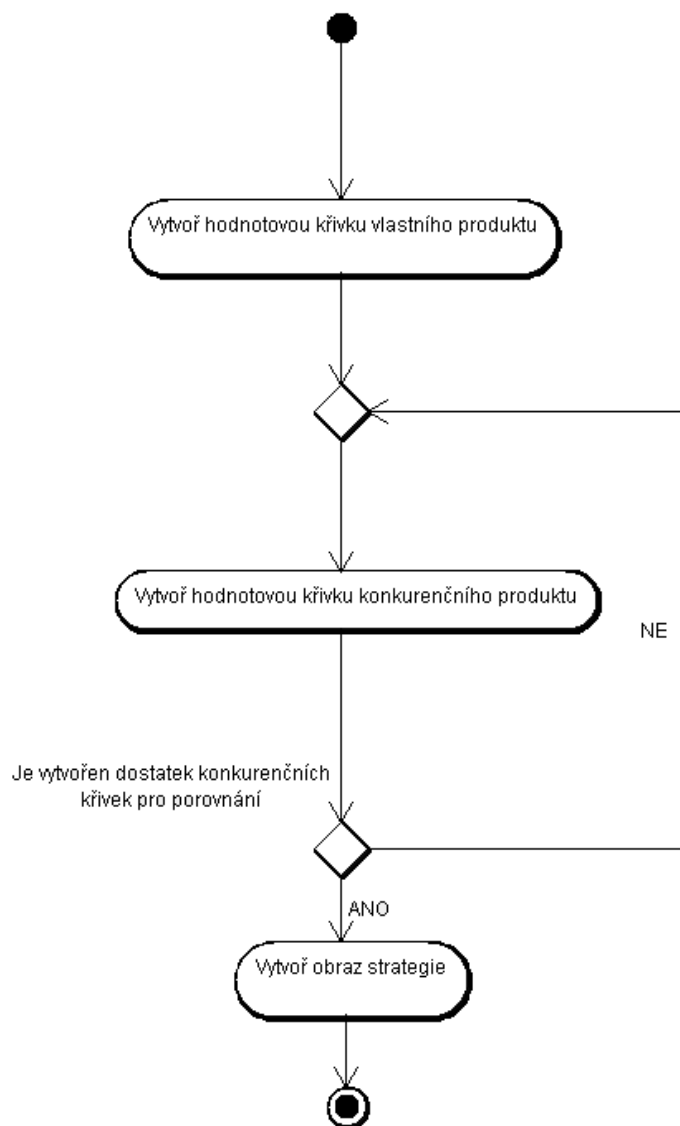 Vytvoř hodnotovou křivku vlastního produktu
Vytvoř hodnotovou křivku konkurenčního produktu
NE
Je vytvořen dostatek konkurenčních
křivek pro porovnání
ANO
Vytvoř obraz strategie